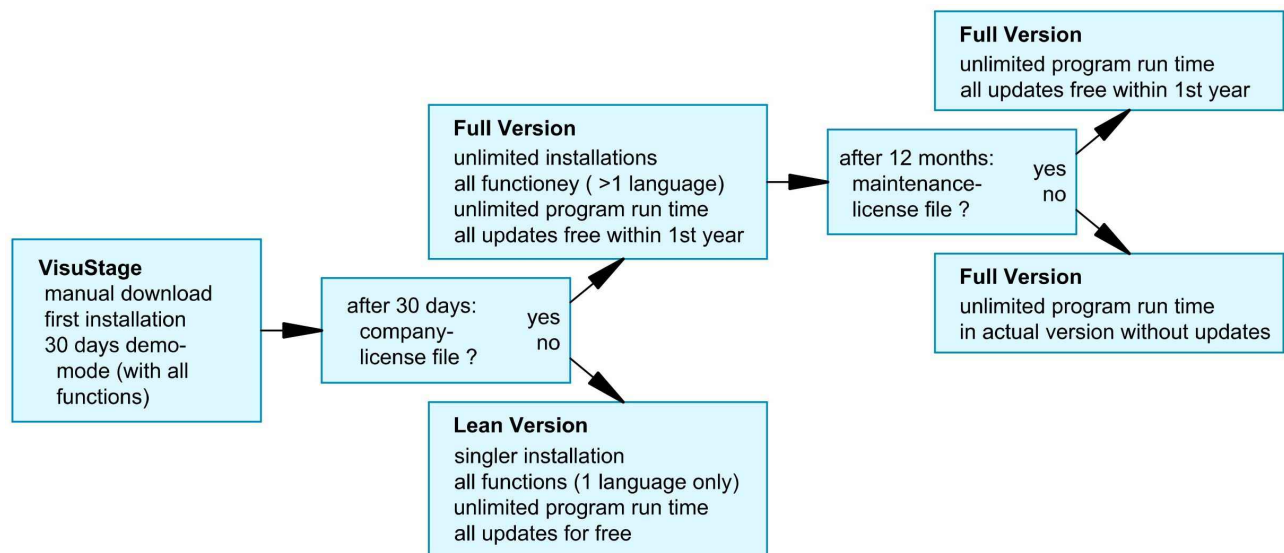 VisuStage
manual download
first installation
30 days demo-
mode (with all
functions)
after 30 days:
company-
license file ?
yes
no
Full Version
unlimited installations
all functioney ( >1 language)
unlimited program run time
all updates free within 1st year
Lean Version
singler installation
all functions (1 language only)
unlimited program run time
all updates for free
after 12 months:
maintenance-
license file ?
yes
no
Full Version
unlimited program run time
all updates free within 1st year
Full Version
unlimited program run time
in actual version without updates